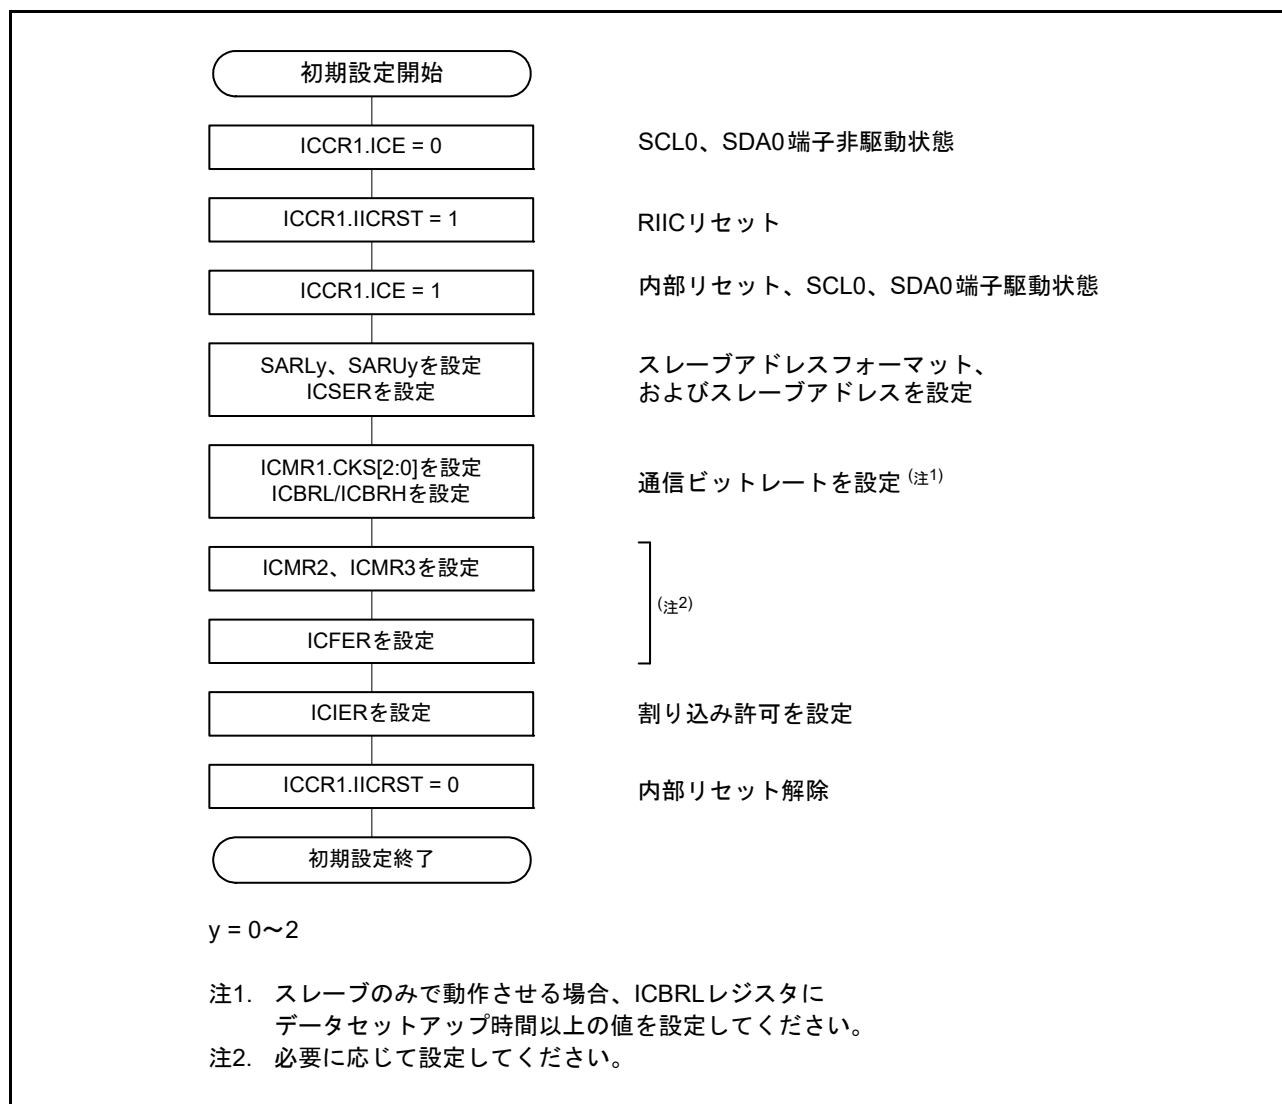 初期設定開始
ICCR1.ICE = 0
SCL0、SDA0端子非駆動状態
ICCR1.IICRST = 1
RIICリセット
ICCR1.ICE = 1
内部リセット、SCL0、SDA0端子駆動状態
SARLy、SARUyを設定
ICSERを設定
スレーブアドレスフォーマット、
およびスレーブアドレスを設定
ICMR1.CKS[2:0]を設定
ICBRL/ICBRHを設定
通信ビットレートを設定 (注1)
ICMR2、ICMR3を設定
(注2)
ICFERを設定
ICIERを設定
割り込み許可を設定
ICCR1.IICRST = 0
内部リセット解除
初期設定終了
y = 0～2
注1. スレーブのみで動作させる場合、ICBRLレジスタに
データセットアップ時間以上の値を設定してください。
注2. 必要に応じて設定してください。